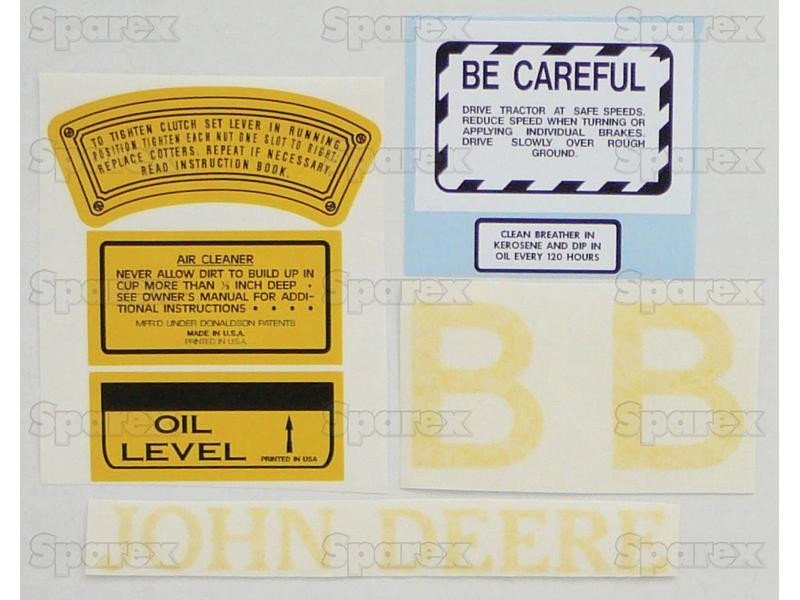 TO TIGHTEN CLUTCH SET LEVER IN RUNNING
POSITION TIGHTEN EACH NUT ONE SLOT TO RIGHT.
REPLACE COTTERS. REPEAT IF NECESSARY.
READ INSTRUCTION BOOK.
AIR CLEANER
NEVER ALLOW DIRT TO BUILD UP IN
CUP MORE THAN ½ INCH DEEP •
SEE OWNER'S MANUAL FOR ADDI-
TIONAL INSTRUCTIONS • • • •
MFR'D UNDER DONALDSON PATENTS
MADE IN U.S.A.
PRINTED IN U.S.A.
OIL
LEVEL
PRINTED IN USA
BE CAREFUL
DRIVE TRACTOR AT SAFE SPEEDS.
REDUCE SPEED WHEN TURNING OR
APPLYING INDIVIDUAL BRAKES.
DRIVE SLOWLY OVER ROUGH
GROUND.
CLEAN BREATHER IN
KEROSENE AND DIP IN
OIL EVERY 120 HOURS
B B
JOHN DEERE
Sparex